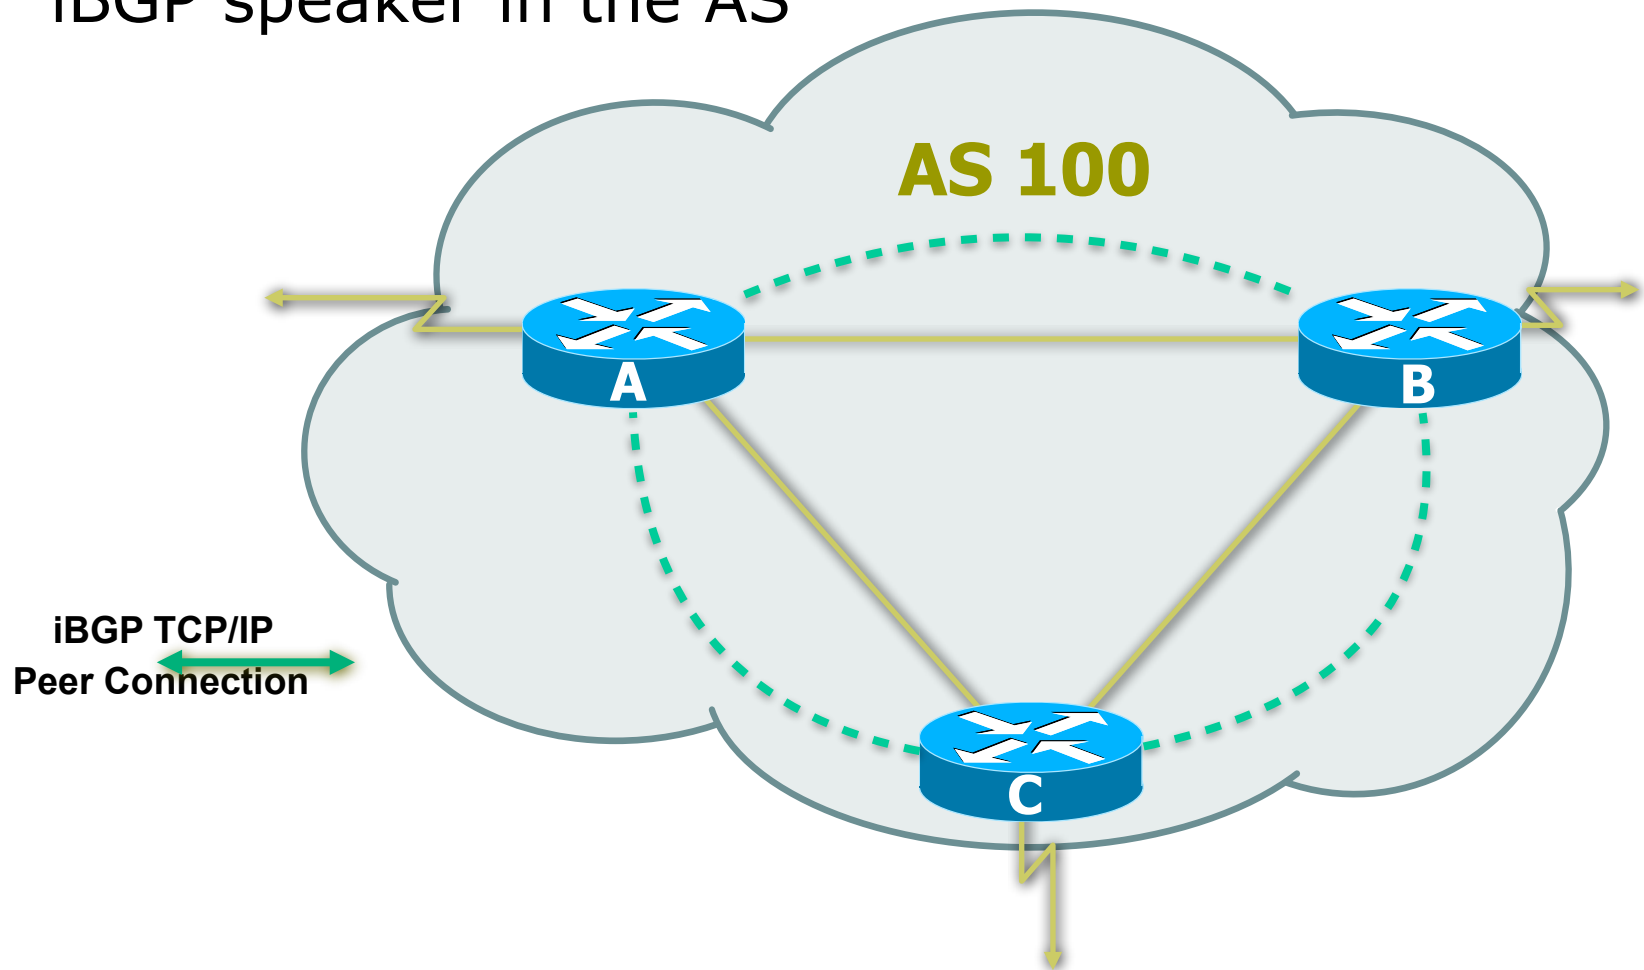 iBGP speaker in the AS
AS 100
A
B
iBGP TCP/IP
Peer Connection
C